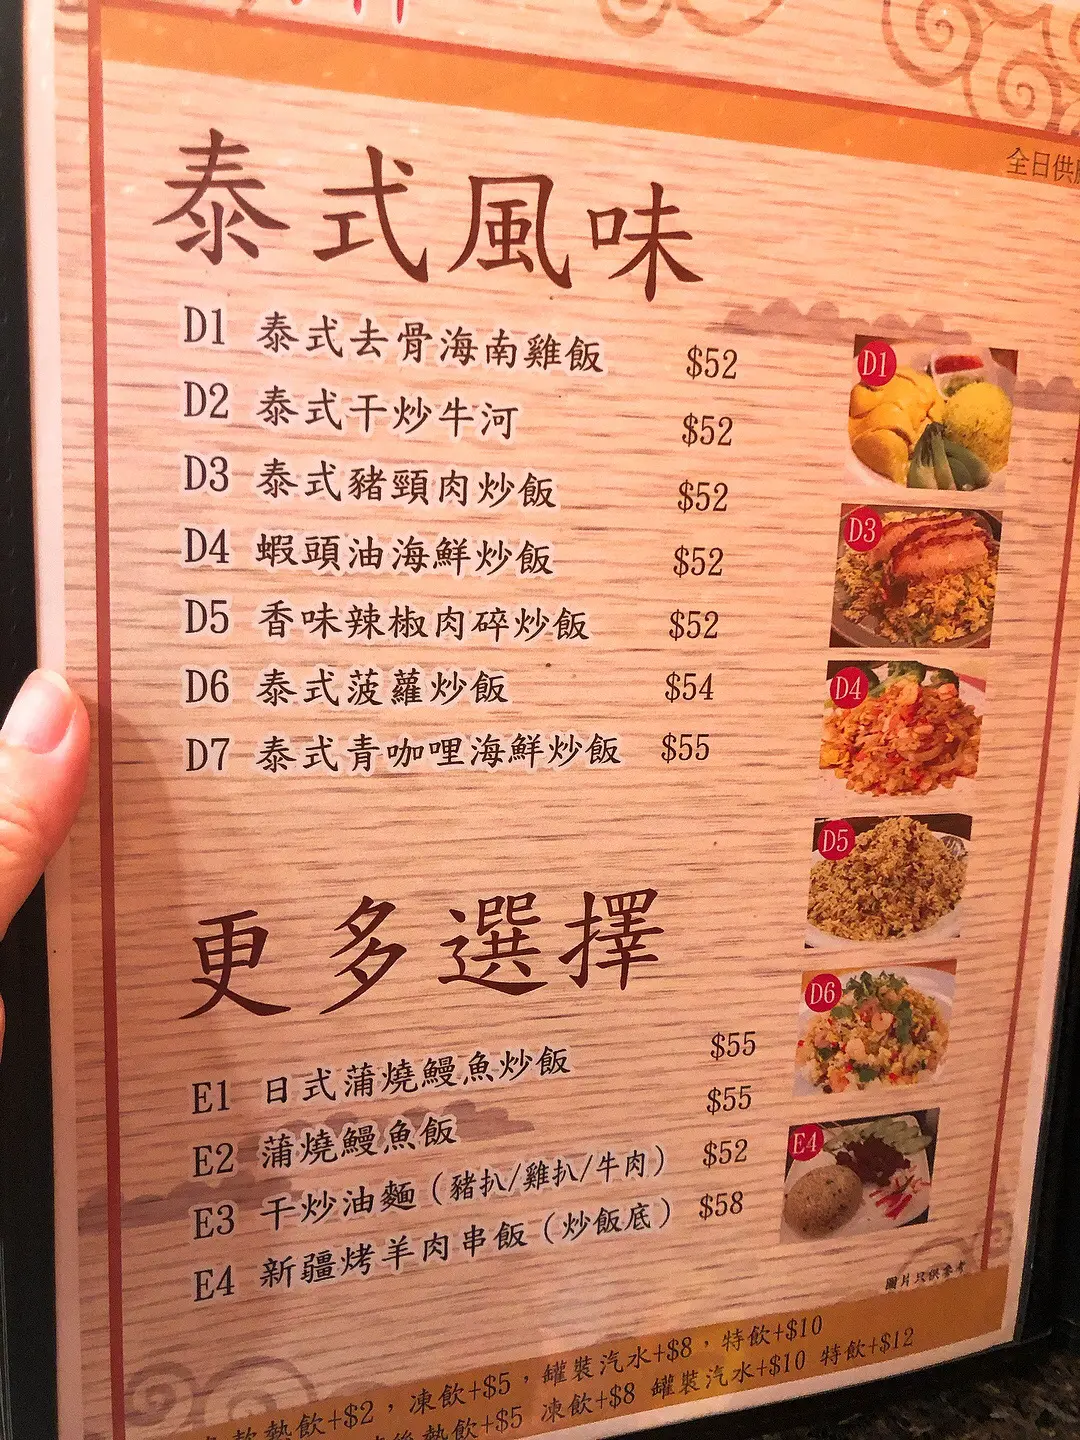 全日供
泰式風味
D1 泰式去骨海南雞飯 $52
D2 泰式干炒牛河 $52
D3 泰式豬頸肉炒飯 $52
D4 蝦頭油海鮮炒飯 $52
D5 香味辣椒肉碎炒飯 $52
D6 泰式菠蘿炒飯 $54
D7 泰式青咖哩海鮮炒飯 $55
D1
D3
D4
D5
D6
E4
更多選擇
E1 日式蒲燒鰻魚炒飯 $55
E2 蒲燒鰻魚飯 $55
E3 干炒油麵（豬扒/雞扒/牛肉） $52
E4 新疆烤羊肉串飯（炒飯底） $58
圖片只供參考
熱飲+$2，凍飲+$5，罐裝汽水+$8，特飲+$10
熱飲+$5 凍飲+$8 罐裝汽水+$10 特飲+$12